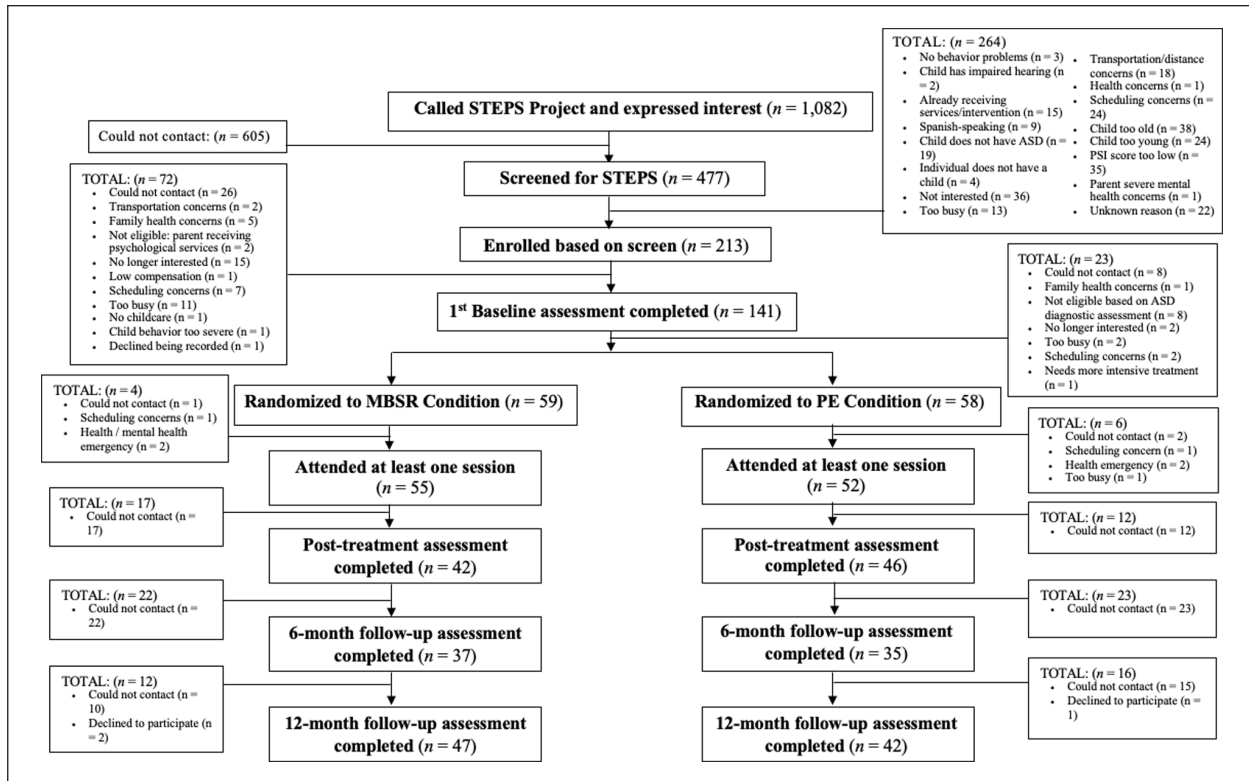 Called STEPS Project and expressed interest (n = 1,082)
TOTAL: (n = 264)
• No behavior problems (n = 3)
• Child has impaired hearing (n
= 2)
• Already receiving
services/intervention (n = 15)
• Spanish-speaking (n = 9)
• Child does not have ASD (n =
19)
• Individual does not have a
child (n = 4)
• Not interested (n = 36)
• Too busy (n = 13)
• Transportation/distance
concerns (n = 18)
• Health concerns (n = 1)
• Scheduling concerns (n =
24)
• Child too old (n = 38)
• Child too young (n = 24)
• PSI score too low (n =
35)
• Parent severe mental
health concerns (n = 1)
• Unknown reason (n = 22)
Could not contact: (n = 605)
Screened for STEPS (n = 477)
TOTAL: (n = 72)
• Could not contact (n = 26)
• Transportation concerns (n = 2)
• Family health concerns (n = 5)
• Not eligible: parent receiving
psychological services (n = 2)
• No longer interested (n = 15)
• Low compensation (n = 1)
• Scheduling concerns (n = 7)
• Too busy (n = 11)
• No childcare (n = 1)
• Child behavior too severe (n = 1)
• Declined being recorded (n = 1)
Enrolled based on screen (n = 213)
TOTAL: (n = 23)
• Could not contact (n = 8)
• Family health concerns (n = 1)
• Not eligible based on ASD
diagnostic assessment (n = 8)
• No longer interested (n = 2)
• Too busy (n = 2)
• Scheduling concerns (n = 2)
• Needs more intensive treatment
(n = 1)
1st Baseline assessment completed (n = 141)
TOTAL: (n = 4)
• Could not contact (n = 1)
• Scheduling concerns (n = 1)
• Health / mental health
emergency (n = 2)
Randomized to MBSR Condition (n = 59)
Randomized to PE Condition (n = 58)
TOTAL: (n = 6)
• Could not contact (n = 2)
• Scheduling concern (n = 1)
• Health emergency (n = 2)
• Too busy (n = 1)
Attended at least one session
(n = 55)
Attended at least one session
(n = 52)
TOTAL: (n = 17)
• Could not contact (n =
17)
TOTAL: (n = 12)
• Could not contact (n = 12)
Post-treatment assessment
completed (n = 42)
Post-treatment assessment
completed (n = 46)
TOTAL: (n = 22)
• Could not contact (n =
22)
TOTAL: (n = 23)
• Could not contact (n = 23)
6-month follow-up assessment
completed (n = 37)
6-month follow-up assessment
completed (n = 35)
TOTAL: (n = 12)
• Could not contact (n =
10)
• Declined to participate (n
= 2)
TOTAL: (n = 16)
• Could not contact (n = 15)
• Declined to participate (n =
1)
12-month follow-up assessment
completed (n = 47)
12-month follow-up assessment
completed (n = 42)